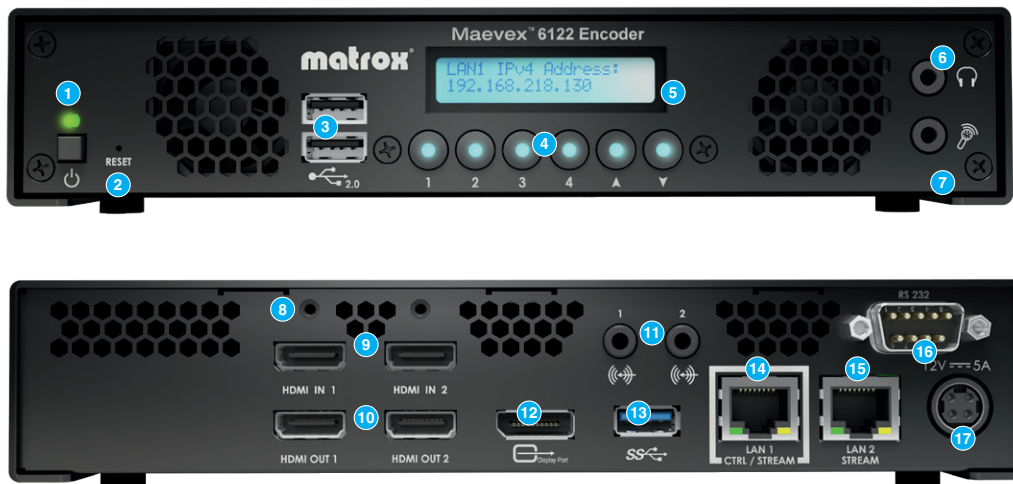 Maevex™ 6122 Encoder
matrox®
LAN1 IPv4 Address:
192.168.218.130
1
2
3
4
5
6
7
RESET
2.0
1 2 3 4
8
9
10
11
12
13
14
15
16
17
1 2
RS 232
12V 5A
HDMI IN 1 HDMI IN 2
HDMI OUT 1 HDMI OUT 2
Display Port
SS
LAN 1
CTRL / STREAM
LAN 2
STREAM